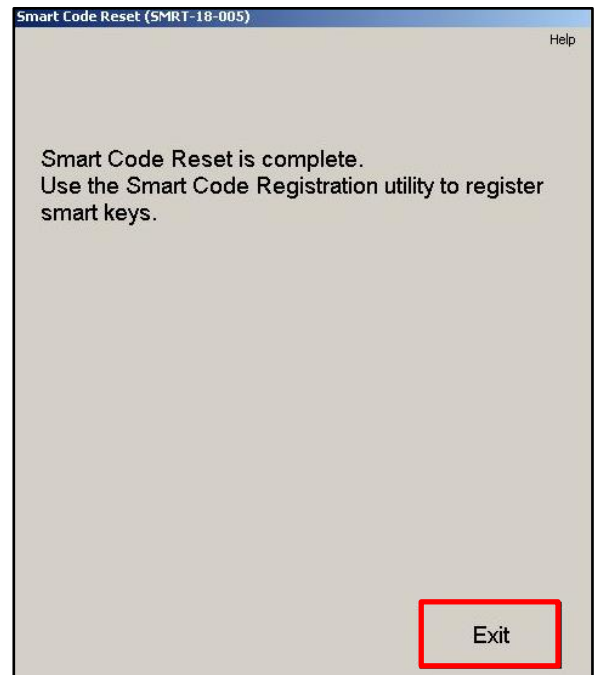 Smart Code Reset (SMRT-18-005)
Help
Smart Code Reset is complete.
Use the Smart Code Registration utility to register
smart keys.
Exit